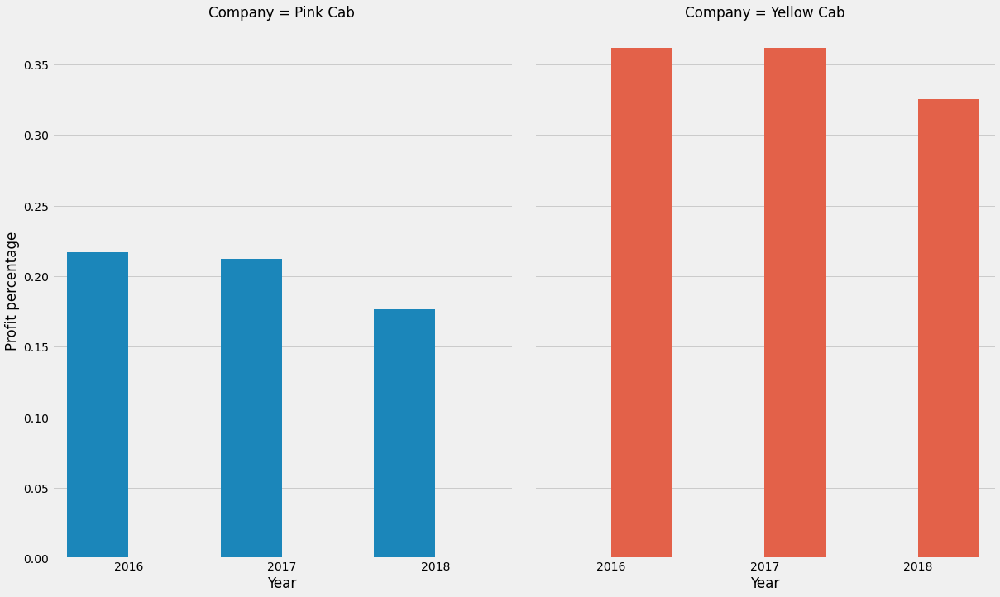 Company = Pink Cab
Company = Yellow Cab
Profit percentage
0.35
0.30
0.25
0.20
0.15
0.10
0.05
0.00
2016 2017 2018
2016 2017 2018
Year
Year